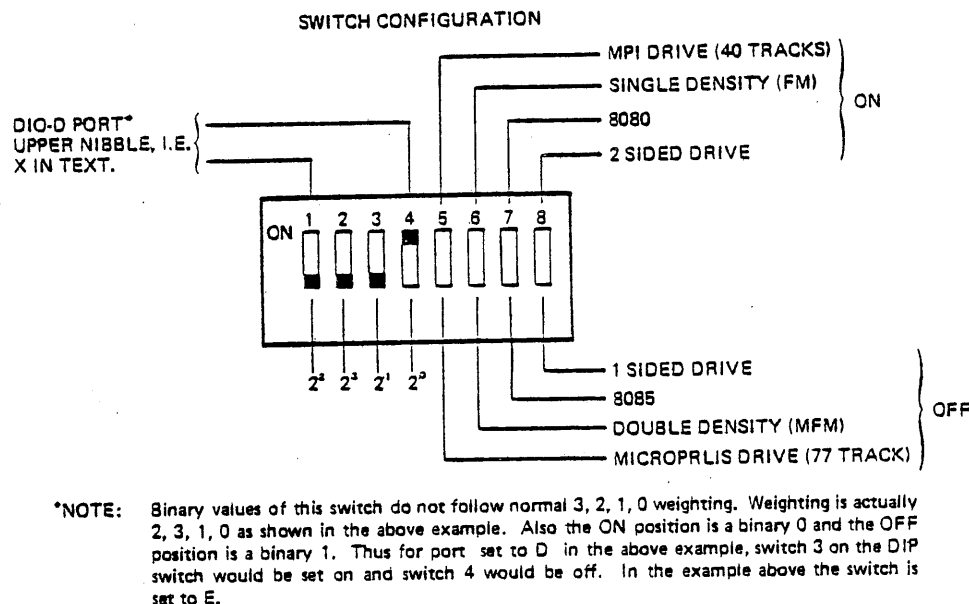 SWITCH CONFIGURATION
MPI DRIVE (40 TRACKS)
SINGLE DENSITY (FM)
8080
2 SIDED DRIVE
ON
DIO-D PORT*
UPPER NIBBLE, I.E.
X IN TEXT.
ON 1 2 3 4 5 6 7 8
2² 2³ 2¹ 2⁰
1 SIDED DRIVE
8085
DOUBLE DENSITY (MFM)
MICROPRLIS DRIVE (77 TRACK)
OFF
*NOTE: Binary values of this switch do not follow normal 3, 2, 1, 0 weighting. Weighting is actually
2, 3, 1, 0 as shown in the above example. Also the ON position is a binary 0 and the OFF
position is a binary 1. Thus for port set to D in the above example, switch 3 on the DIP
switch would be set on and switch 4 would be off. In the example above the switch is
set to E.